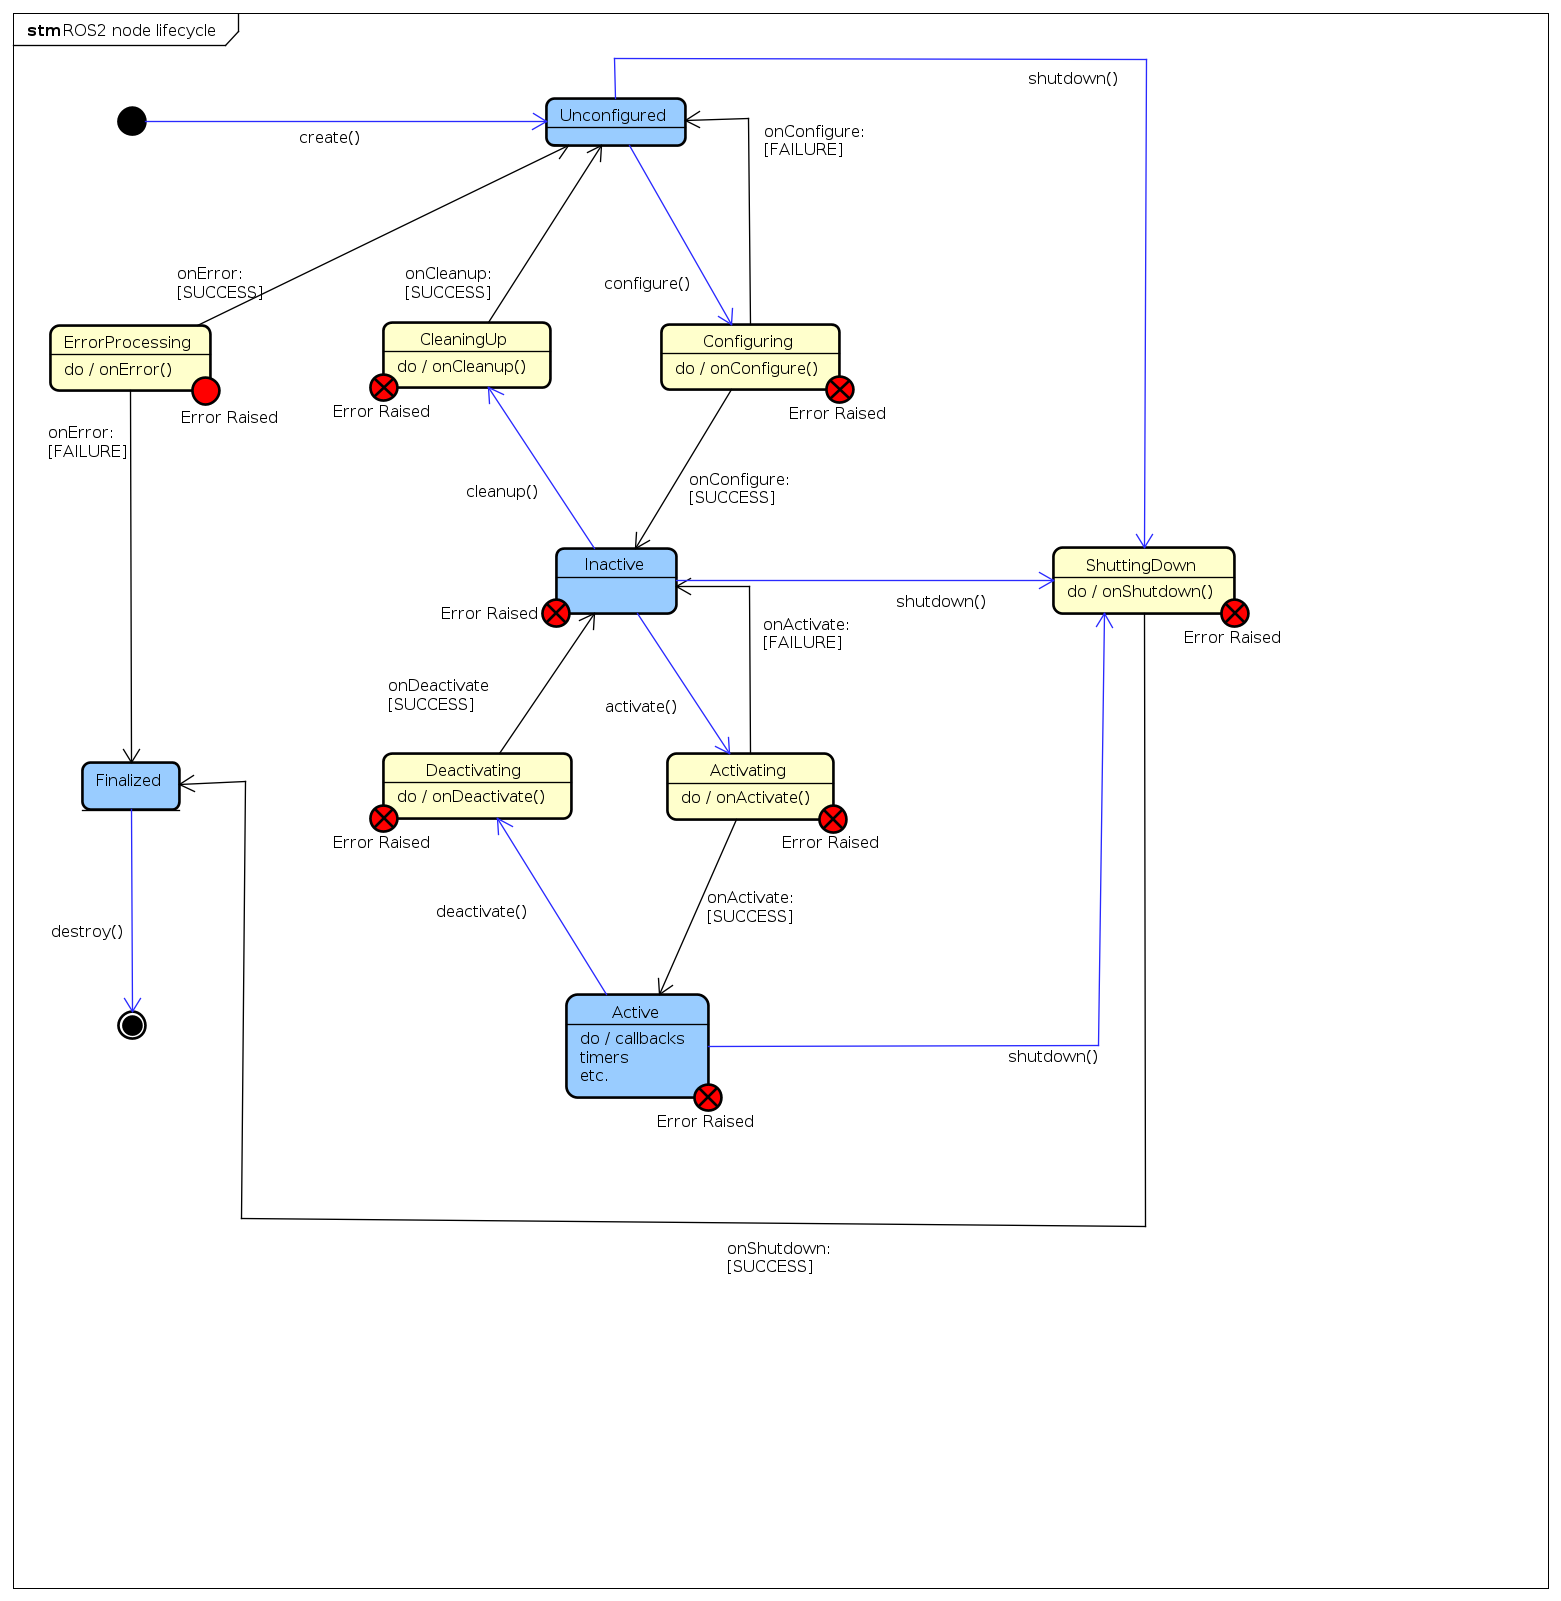 stm ROS2 node lifecycle
shutdown()
Unconfigured
create()
onConfigure:
[FAILURE]
onError:
[SUCCESS]
onCleanup:
[SUCCESS]
configure()
ErrorProcessing
do / onError()
Error Raised
CleaningUp
do / onCleanup()
Error Raised
Configuring
do / onConfigure()
Error Raised
onError:
[FAILURE]
cleanup()
onConfigure:
[SUCCESS]
Inactive
Error Raised
shutdown()
ShuttingDown
do / onShutdown()
Error Raised
onActivate:
[FAILURE]
onDeactivate
[SUCCESS]
activate()
Finalized
Deactivating
do / onDeactivate()
Error Raised
Activating
do / onActivate()
Error Raised
destroy()
deactivate()
onActivate:
[SUCCESS]
Active
do / callbacks
timers
etc.
Error Raised
shutdown()
onShutdown:
[SUCCESS]